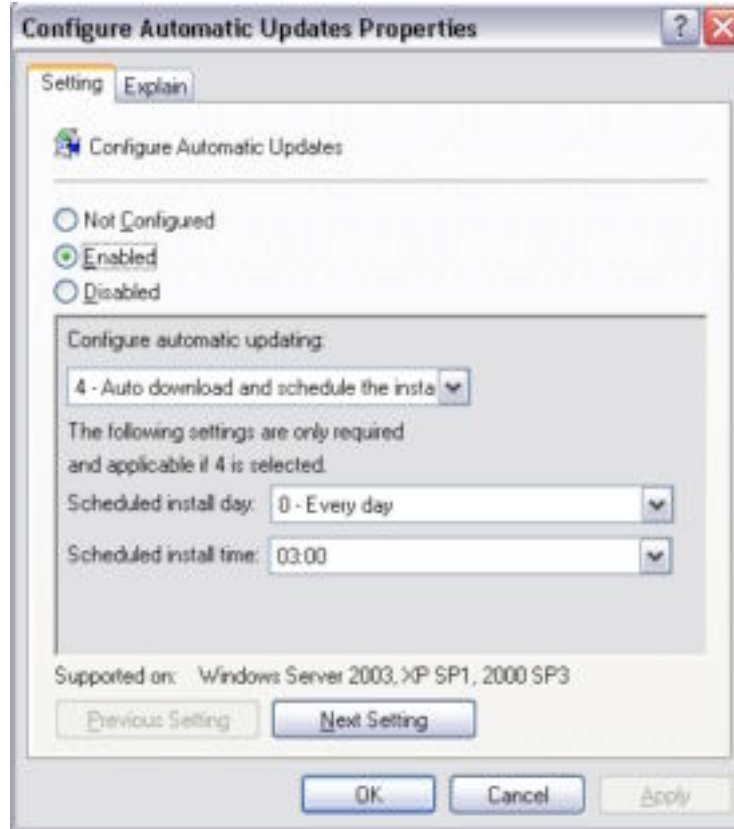 Configure Automatic Updates Properties
Setting
Explain
Configure Automatic Updates
Not Configured
Enabled
Disabled
Configure automatic updating:
4 - Auto download and schedule the insta
The following settings are only required
and applicable if 4 is selected.
Scheduled install day: 0 - Every day
Scheduled install time: 03:00
Supported on: Windows Server 2003, XP SP1, 2000 SP3
Previous Setting
Next Setting
OK
Cancel
Apply